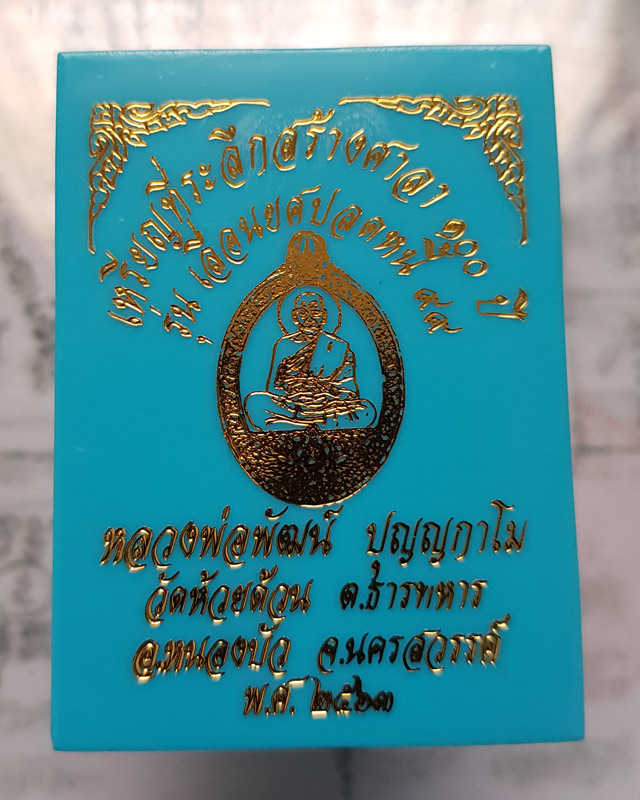 เหรียญที่ระลึกสร้างศาลา ๑๐๐ ปี
รุ่น เลื่อนยศปลดหนี้ ๙๙
หลวงพ่อพัฒน์ ปุญญกาโม
วัดห้วยด้วน ต.ธารทหาร
อ.หนองบัว จ.นครสวรรค์
พ.ศ. ๒๕๖๓